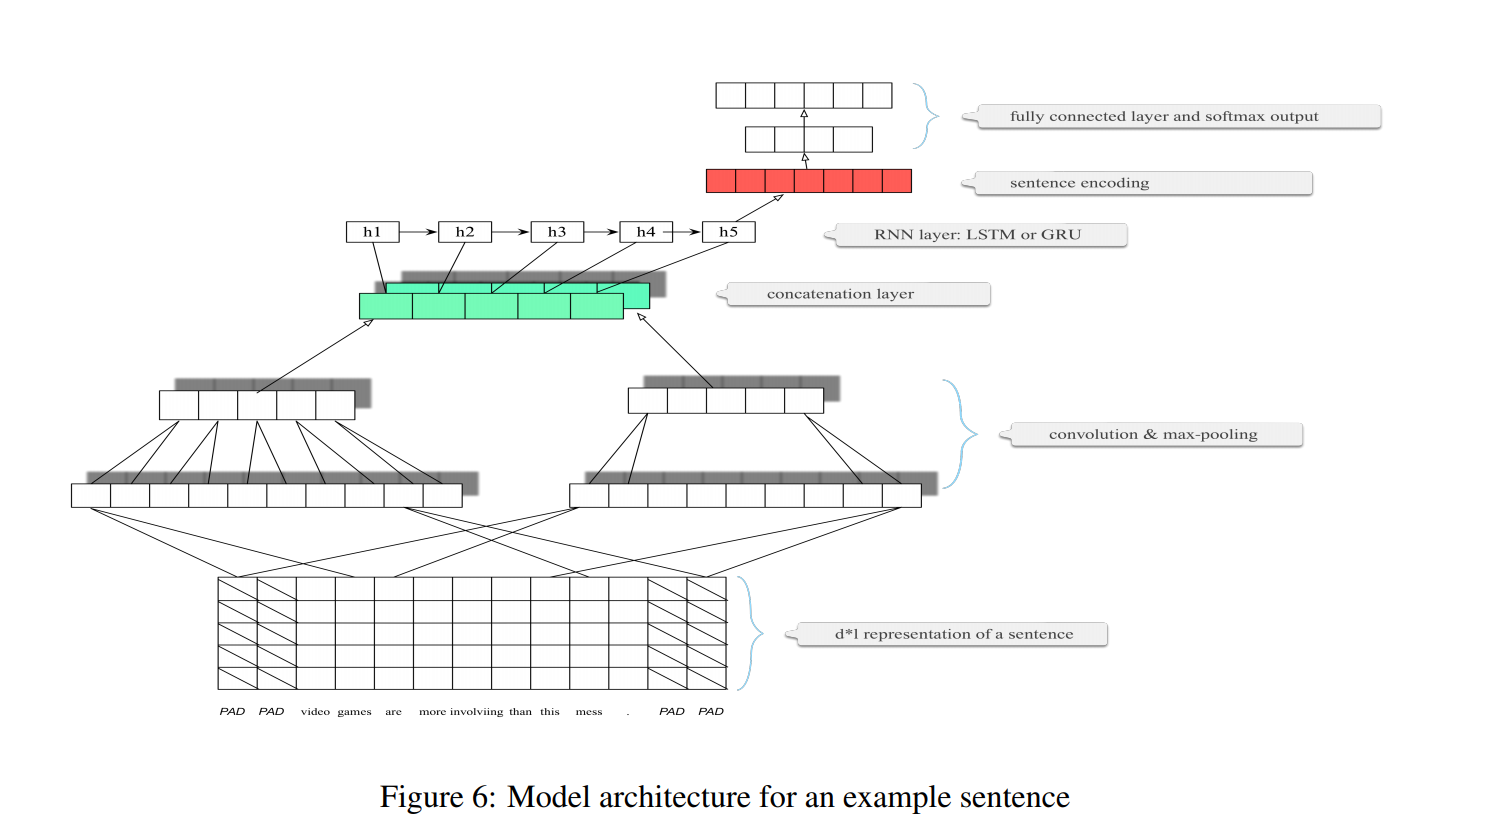 fully connected layer and softmax output
sentence encoding
h1 h2 h3 h4 h5
RNN layer: LSTM or GRU
concatenation layer
convolution & max-pooling
d*l representation of a sentence
PAD PAD video games are more involviing than this mess . PAD PAD
Figure 6: Model architecture for an example sentence